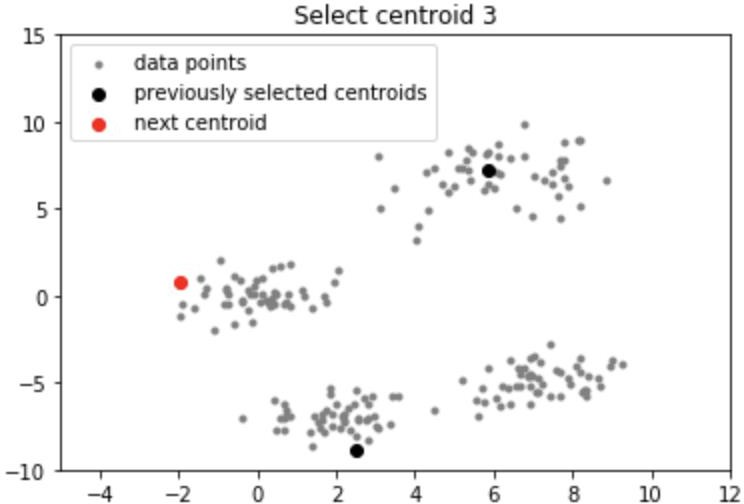 Select centroid 3
15
data points
previously selected centroids
next centroid
10
5
0
−5
−10
−4 −2 0 2 4 6 8 10 12